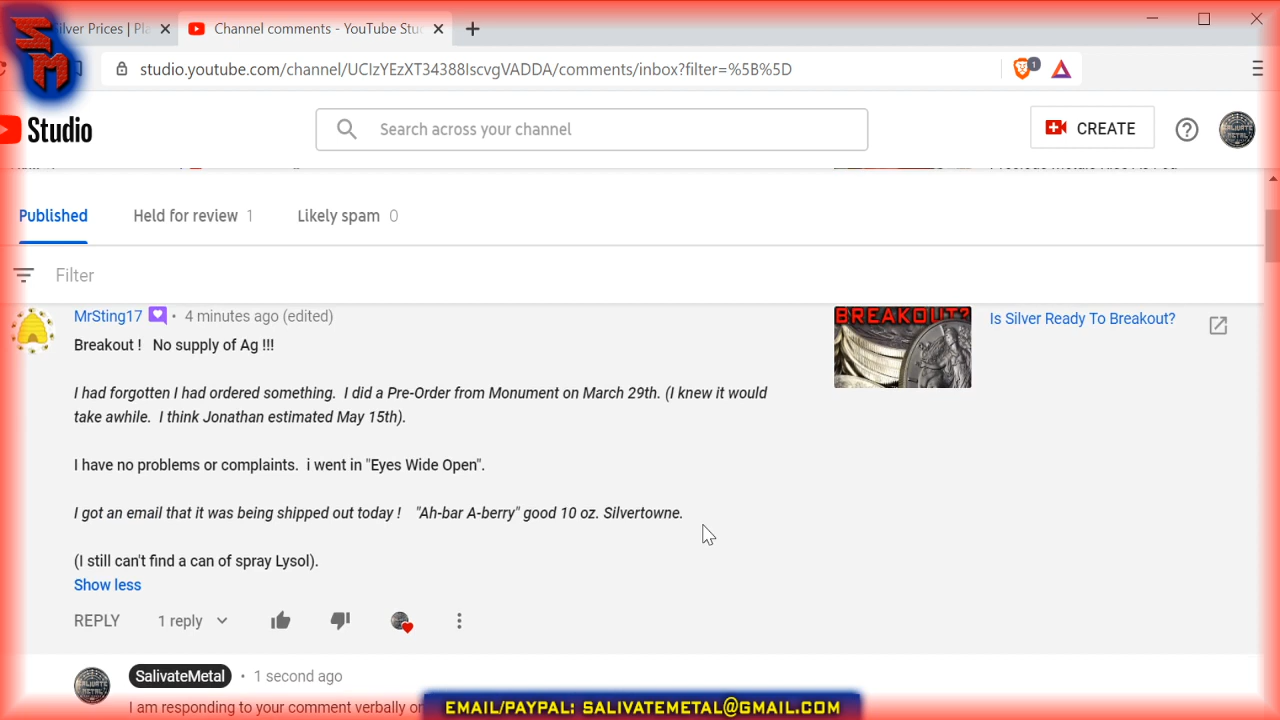 SM
Silver Prices | Pla
Channel comments - YouTube Stu
studio.youtube.com/channel/UClzYEzXT34388lscvgVADDA/comments/inbox?filter=%5B%5D
1
Studio
Search across your channel
CREATE
Published
Held for review 1
Likely spam 0
Filter
MrSting17 • 4 minutes ago (edited)
Breakout ! No supply of Ag !!!
I had forgotten I had ordered something. I did a Pre-Order from Monument on March 29th. (I knew it would
take awhile. I think Jonathan estimated May 15th).
I have no problems or complaints. i went in "Eyes Wide Open".
I got an email that it was being shipped out today ! "Ah-bar A-berry" good 10 oz. Silvertowne.
(I still can't find a can of spray Lysol).
Show less
REPLY
1 reply
BREAKOUT?
Is Silver Ready To Breakout?
SalivateMetal • 1 second ago
I am responding to your comment verbally
EMAIL/PAYPAL: SALIVATEMETAL@GMAIL.COM